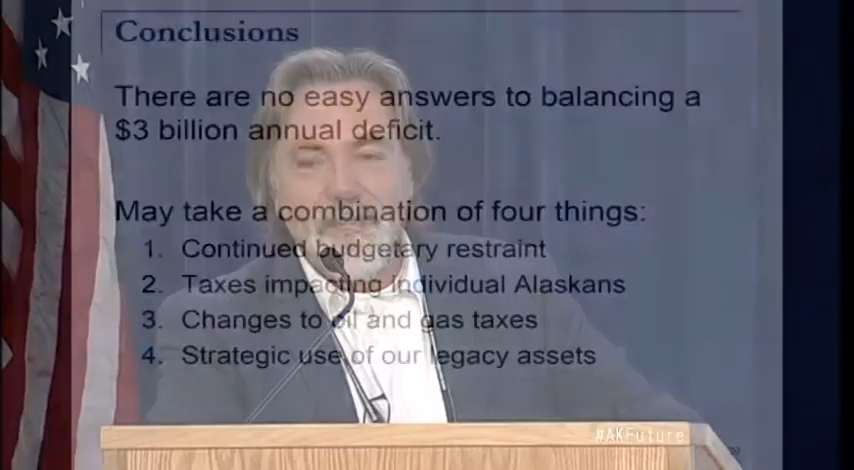 Conclusions
There are no easy answers to balancing a
$3 billion annual deficit.
May take a combination of four things:
1. Continued budgetary restraint
2. Taxes impacting individual Alaskans
3. Changes to oil and gas taxes
4. Strategic use of our legacy assets
#AKFuture